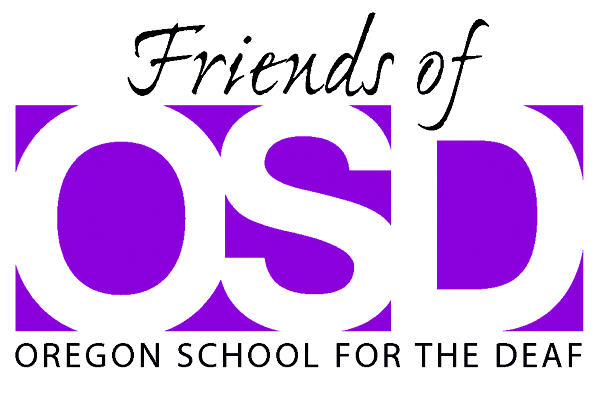 Friends of
OSD
OREGON SCHOOL FOR THE DEAF